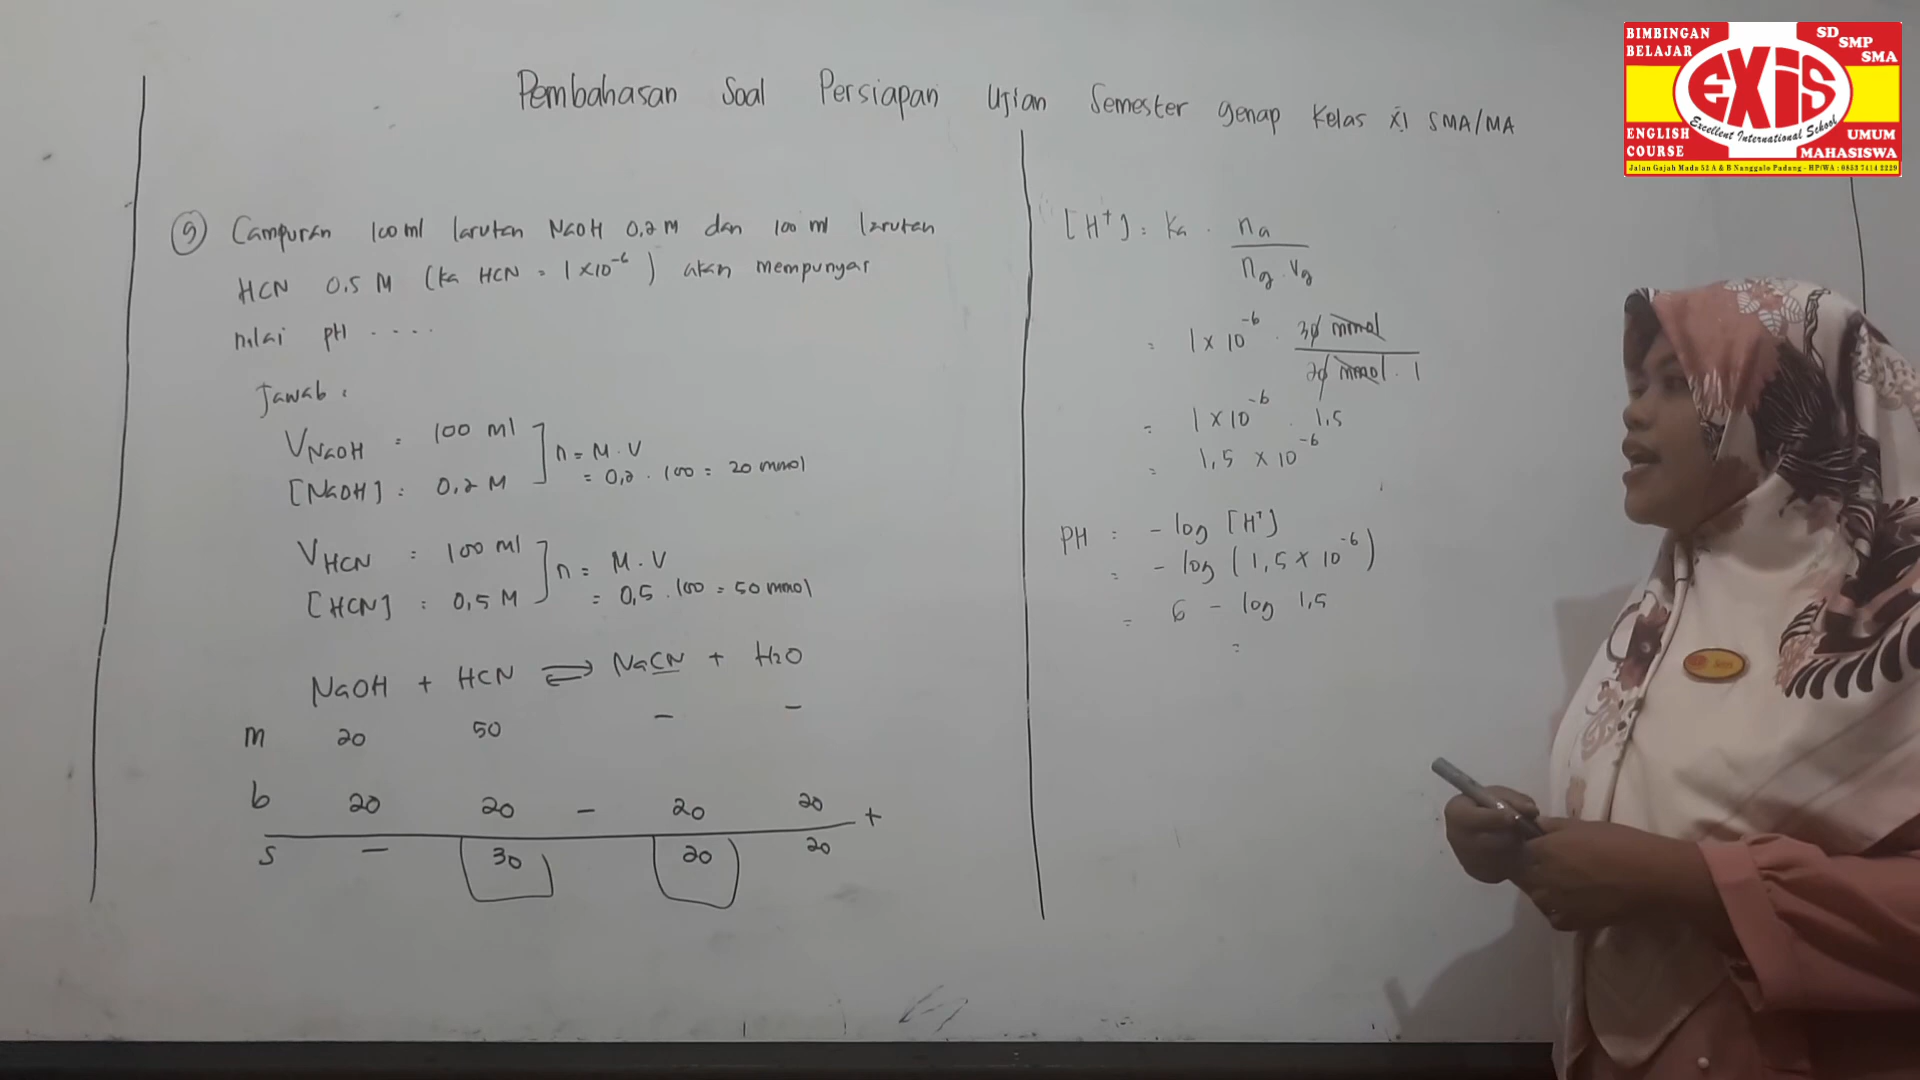 Pembahasan Soal Persiapan Ujian Semester genap Kelas XI SMA/MA
9 Campuran 100 ml larutan NaOH 0,2 M dan 100 ml larutan
HCN 0.5 M (Ka HCN = 1 x 10⁻⁶) akan mempunyai
nilai pH ....
Jawab :
V NaOH = 100 ml
n = M . V
[NaOH] : 0,2 M
= 0,2 . 100 = 20 mmol
V HCN = 100 ml
n = M . V
[HCN] : 0,5 M
= 0,5 . 100 = 50 mmol
NaOH + HCN ⇌ NaCN + H2O
m 20 50 - -
b 20 20 - 20 20 +
s - 30 20 20
[H⁺] = Ka . na
ng . Vg
= 1 x 10⁻⁶ . 30 mmol
20 mmol . 1
= 1 x 10⁻⁶ . 1,5
= 1,5 x 10⁻⁶
PH = - log [H⁺]
= - log (1,5 x 10⁻⁶)
= 6 - log 1,5
=
BIMBINGAN
BELAJAR
SD
SMP
SMA
EXIS
Excellent International School
ENGLISH
COURSE
UMUM
MAHASISWA
Jalan Gajah Mada 52 A & B Nanggalo Padang - HP/WA : 0853 7414 2229